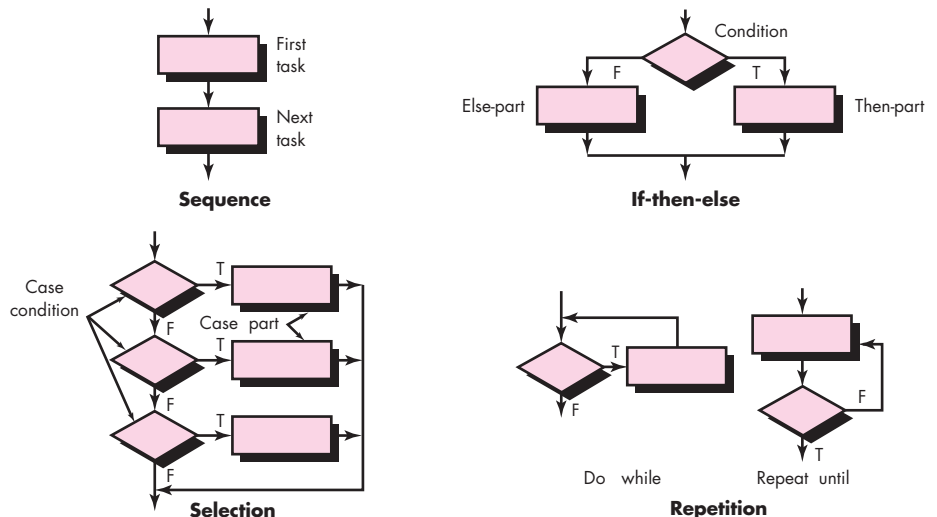 First
task
Next
task
Sequence
Condition
F
T
Else-part
Then-part
If-then-else
Case
condition
T
F
Case part
T
F
T
F
Selection
T
F
F
T
Do while
Repeat until
Repetition